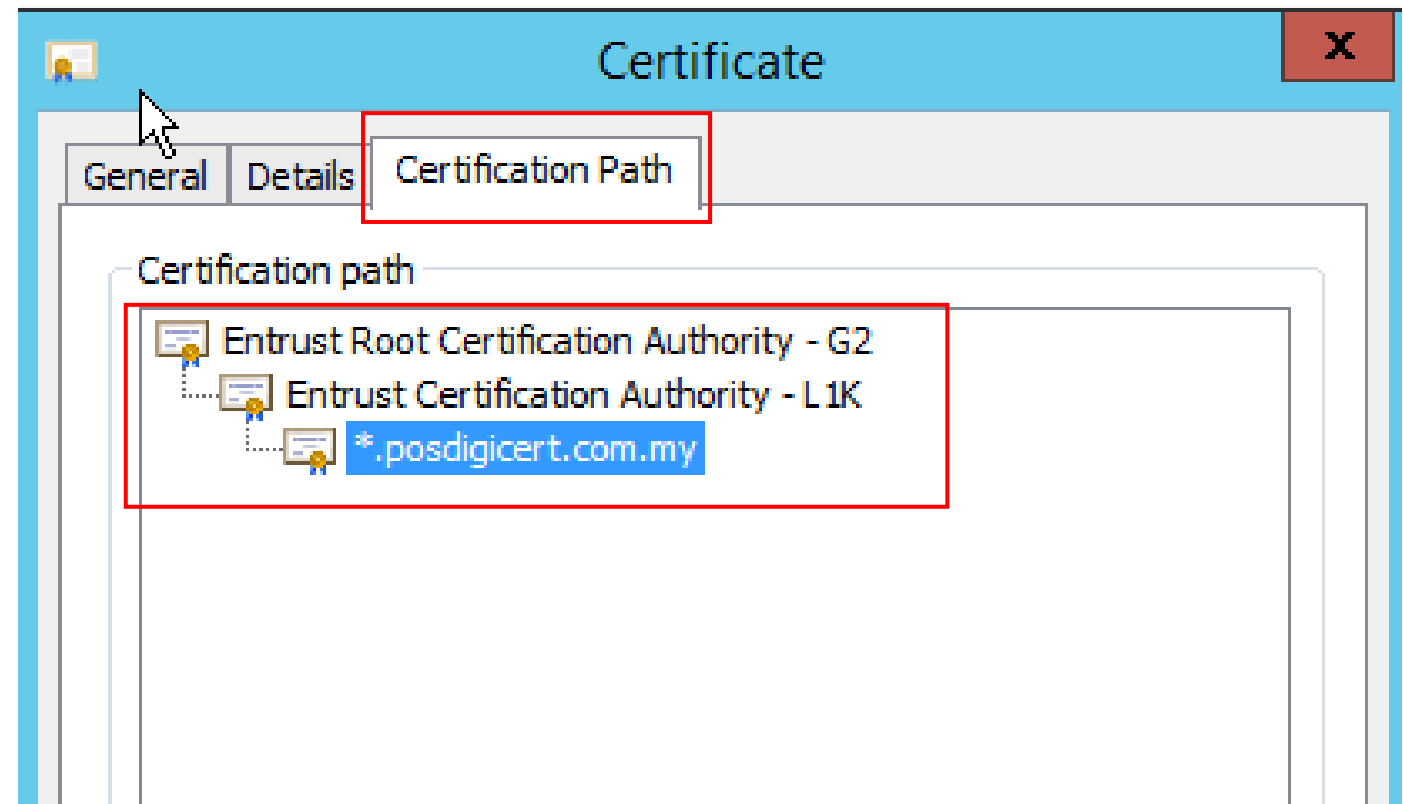 Certificate
x
General Details Certification Path
Certification path
Entrust Root Certification Authority - G2
Entrust Certification Authority - L1K
*.posdigicert.com.my